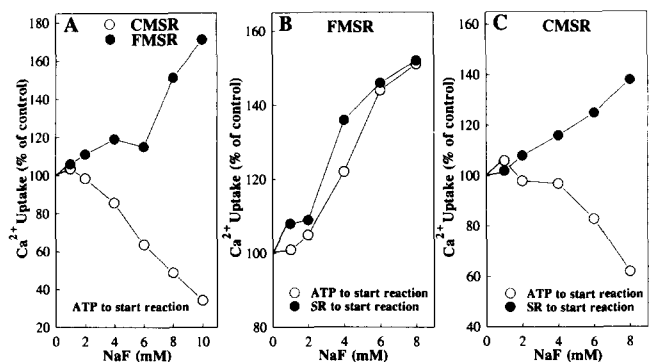 A
CMSR
FMSR
Ca2+ Uptake (% of control)
180
160
140
120
100
80
60
40
20
ATP to start reaction
0 2 4 6 8 10
NaF (mM)
B
FMSR
Ca2+ Uptake (% of control)
160
140
120
100
80
ATP to start reaction
SR to start reaction
0 2 4 6 8
NaF (mM)
C
CMSR
Ca2+ Uptake (% of control)
160
140
120
100
80
60
40
ATP to start reaction
SR to start reaction
0 2 4 6 8
NaF (mM)